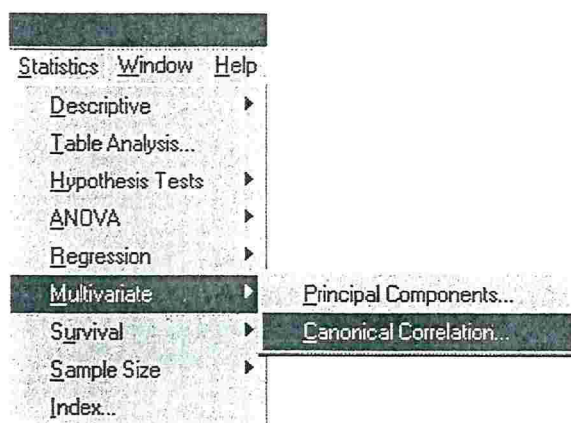 Statistics Window Help
Descriptive
Table Analysis...
Hypothesis Tests
ANOVA
Regression
Multivariate
Principal Components...
Survival
Canonical Correlation...
Sample Size
Index...